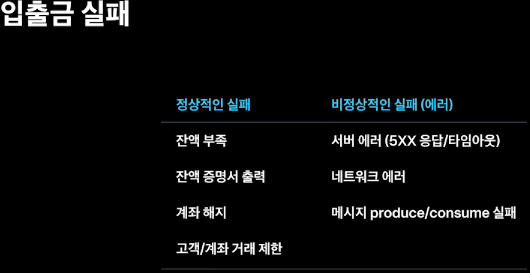 입출금 실패
정상적인 실패 비정상적인 실패 (에러)
잔액 부족 서버 에러 (5XX 응답/타임아웃)
잔액 증명서 출력 네트워크 에러
계좌 해지 메시지 produce/consume 실패
고객/계좌 거래 제한